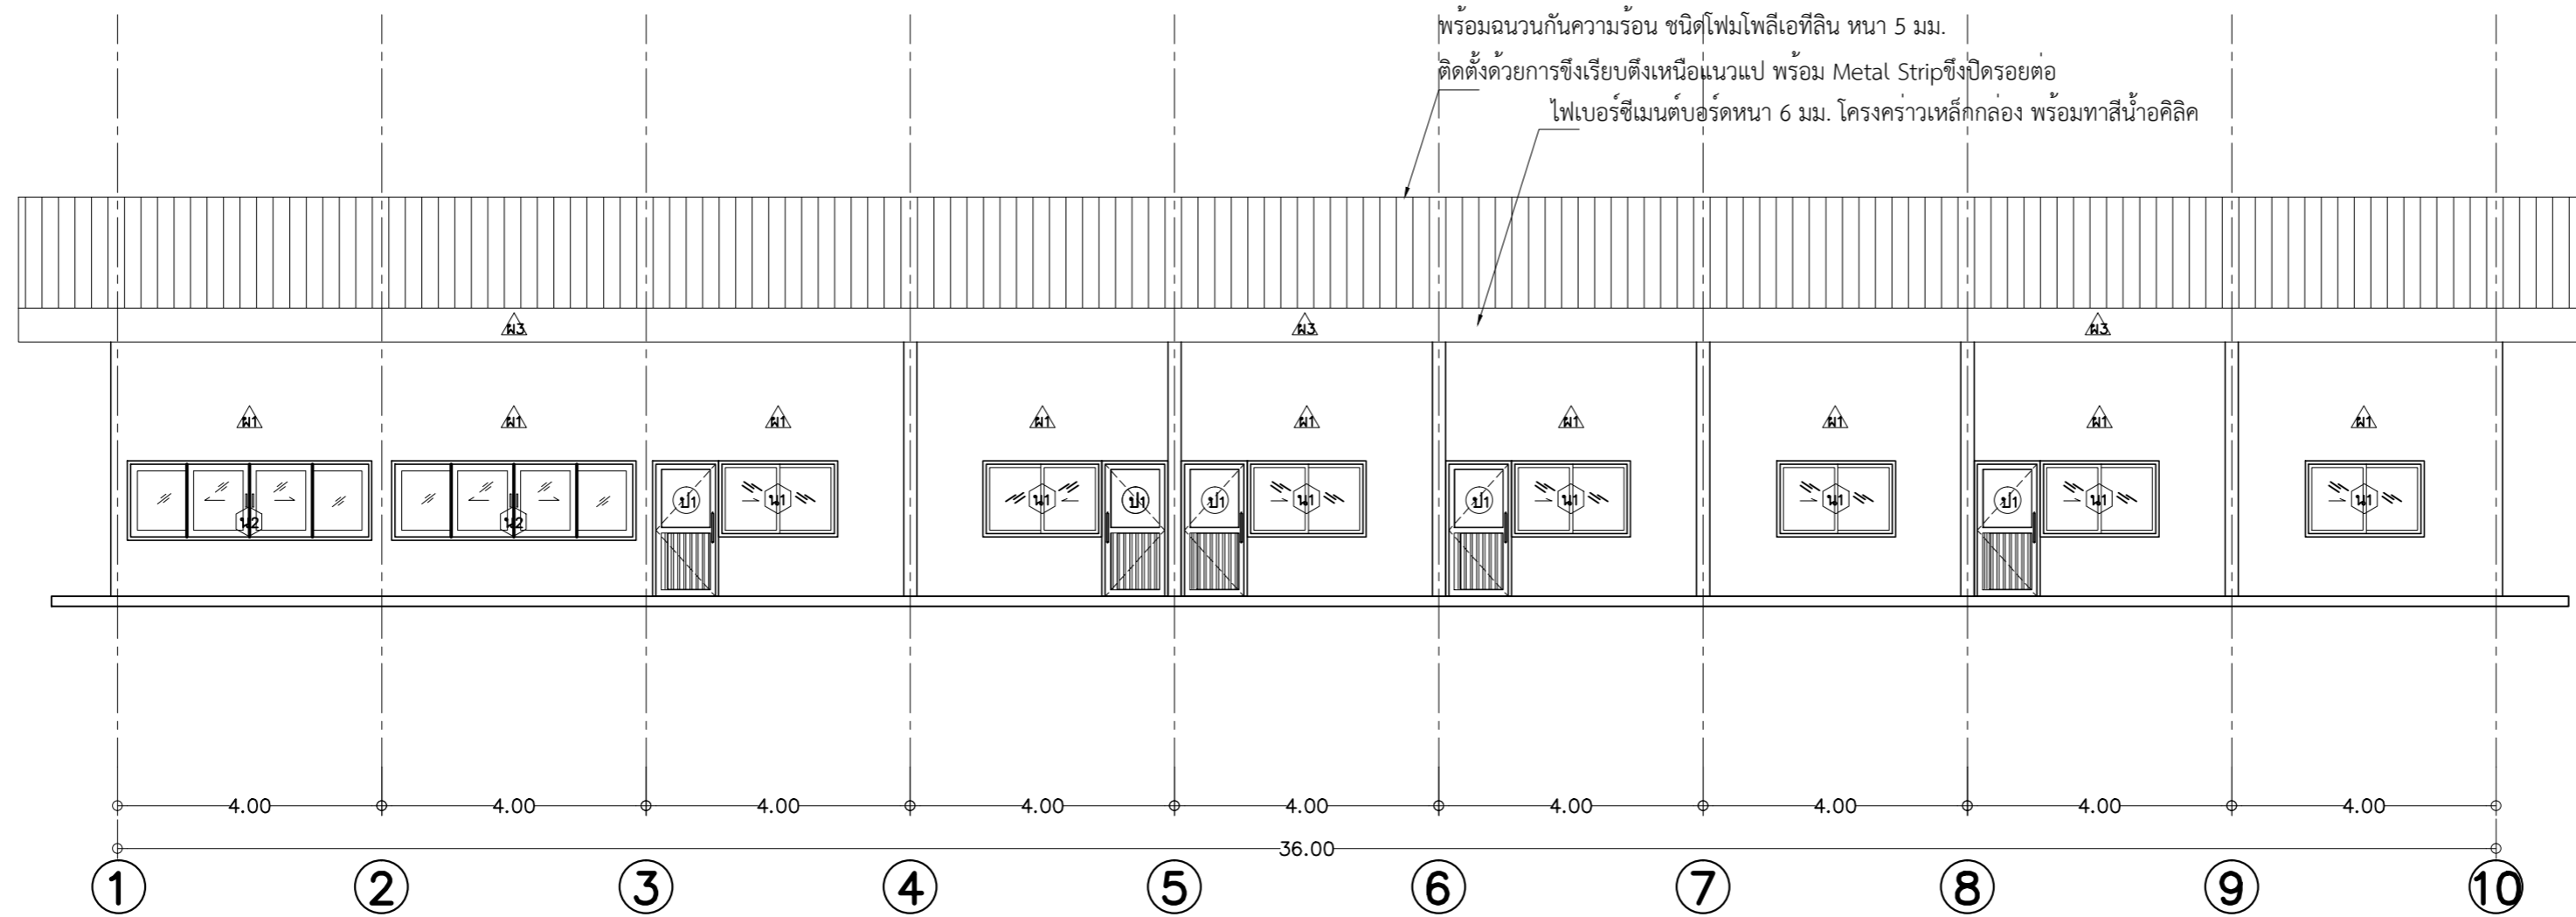 พร้อมฉนวนกันความร้อน ชนิดโฟมโพลีเอทีลิน หนา 5 มม.
ติดตั้งด้วยการขึงเรียบตึงเหนือแนวแป พร้อม Metal Stripขึงปิดรอยต่อ
ไฟเบอร์ซีเมนต์บอร์ดหนา 6 มม. โครงคร่าวเหล็กกล่อง พร้อมทาสีน้ำอคิลิค
ผ3 ผ3 ผ3
ผ1 ผ1 ผ1 ผ1 ผ1 ผ1 ผ1 ผ1 ผ1
น2 น2 ป1 น1 น1 ป1 ป1 น1 ป1 น1 น1 ป1 น1 น1
4.00 4.00 4.00 4.00 4.00 4.00 4.00 4.00 4.00
36.00
1 2 3 4 5 6 7 8 9 10